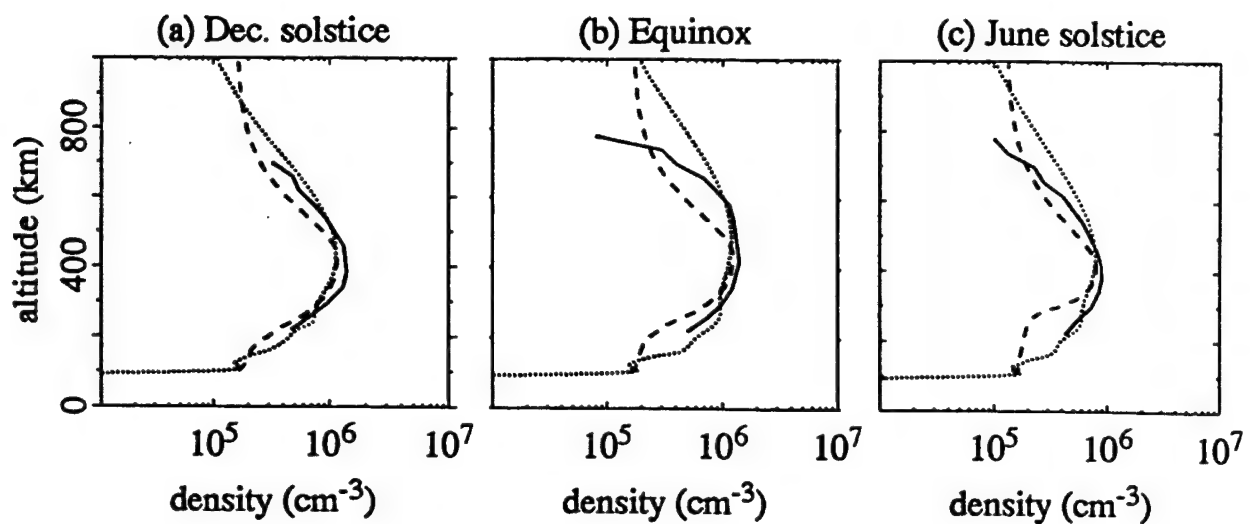 (a) Dec. solstice
(b) Equinox
(c) June solstice
altitude (km)
800
400
0
10⁵ 10⁶ 10⁷
10⁵ 10⁶ 10⁷
10⁵ 10⁶ 10⁷
density (cm⁻³)
density (cm⁻³)
density (cm⁻³)